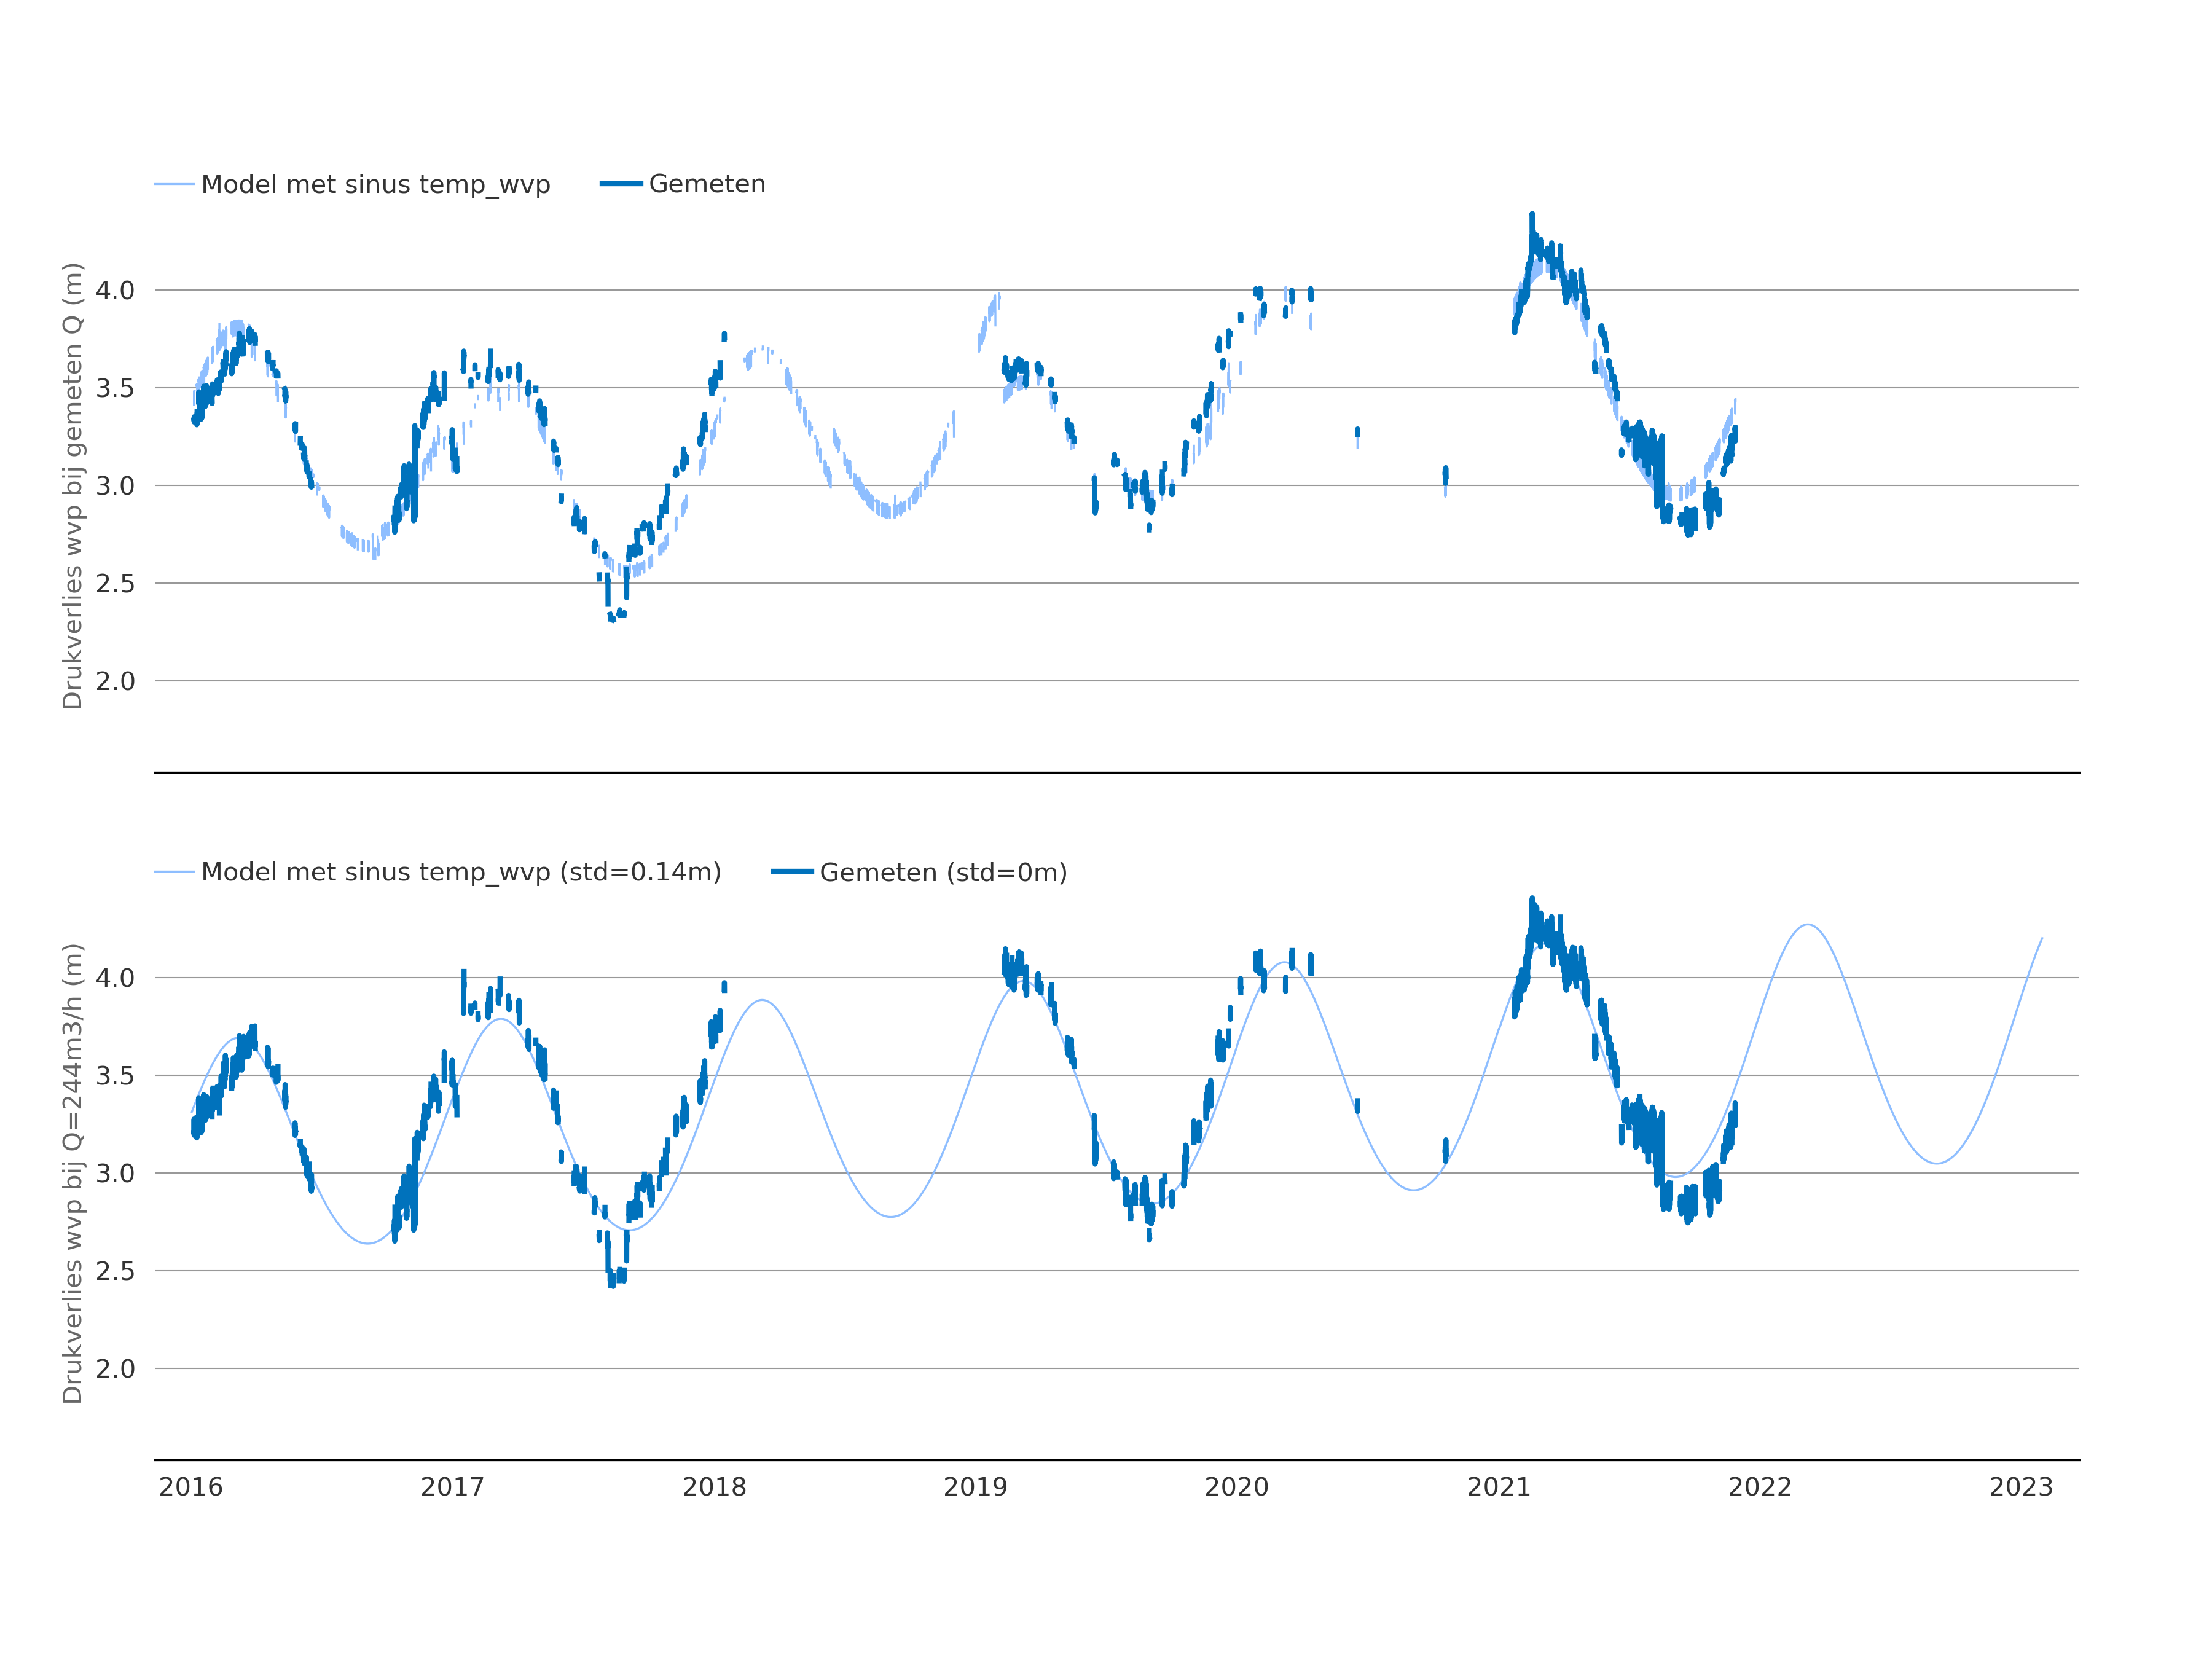 Model met sinus temp_wvp
Gemeten
Drukverlies wvp bij gemeten Q (m)
4.0
3.5
3.0
2.5
2.0
Model met sinus temp_wvp (std=0.14m)
Gemeten (std=0m)
Drukverlies wvp bij Q=244m3/h (m)
4.0
3.5
3.0
2.5
2.0
2016 2017 2018 2019 2020 2021 2022 2023